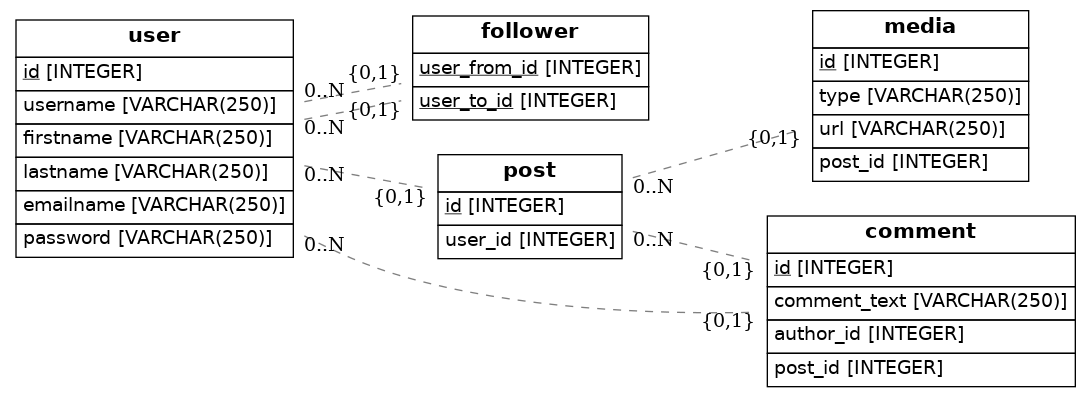 user
id [INTEGER]
username [VARCHAR(250)]
firstname [VARCHAR(250)]
lastname [VARCHAR(250)]
emailname [VARCHAR(250)]
password [VARCHAR(250)]
0..N
{0,1}
0..N
{0,1}
0..N
{0,1}
0..N
{0,1}
follower
user_from_id [INTEGER]
user_to_id [INTEGER]
post
id [INTEGER]
user_id [INTEGER]
0..N
{0,1}
0..N
{0,1}
media
id [INTEGER]
type [VARCHAR(250)]
url [VARCHAR(250)]
post_id [INTEGER]
comment
id [INTEGER]
comment_text [VARCHAR(250)]
author_id [INTEGER]
post_id [INTEGER]